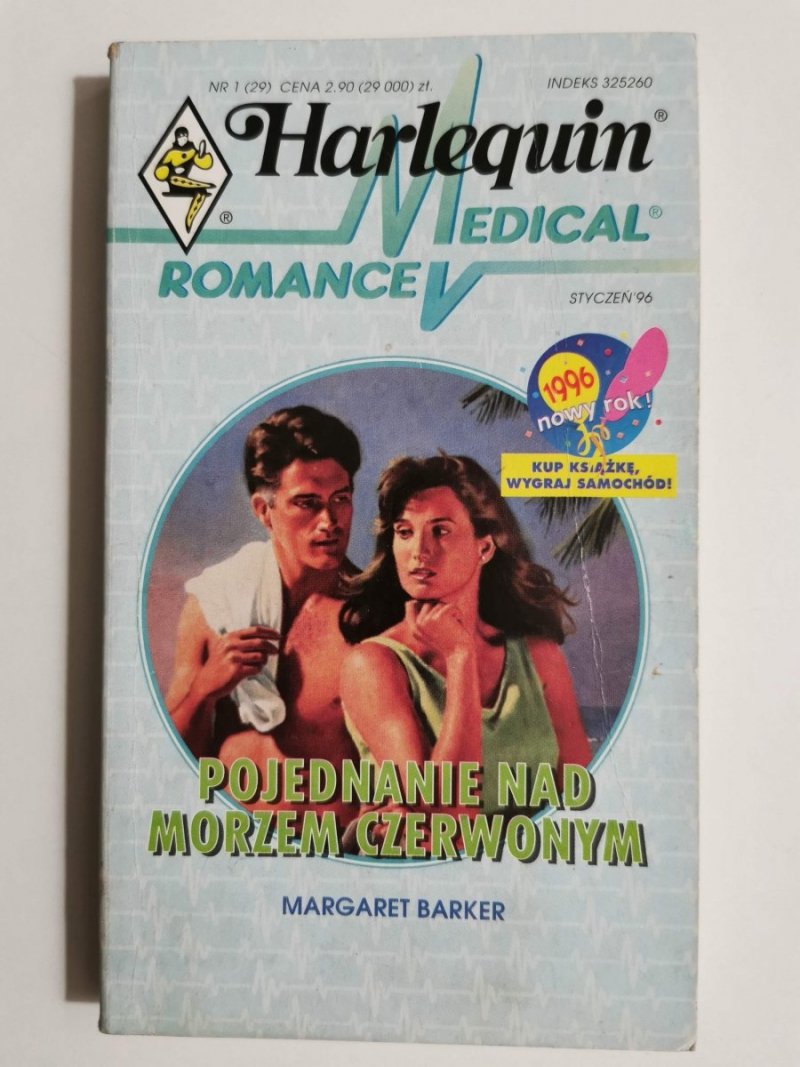 NR 1 (29) CENA 2.90 (29 000) zł.
INDEKS 325260
Harlequin®
®
MEDICAL®
ROMANCE
STYCZEŃ'96
1996
nowy rok!
KUP KSIĄŻKĘ,
WYGRAJ SAMOCHÓD!
POJEDNANIE NAD
MORZEM CZERWONYM
MARGARET BARKER